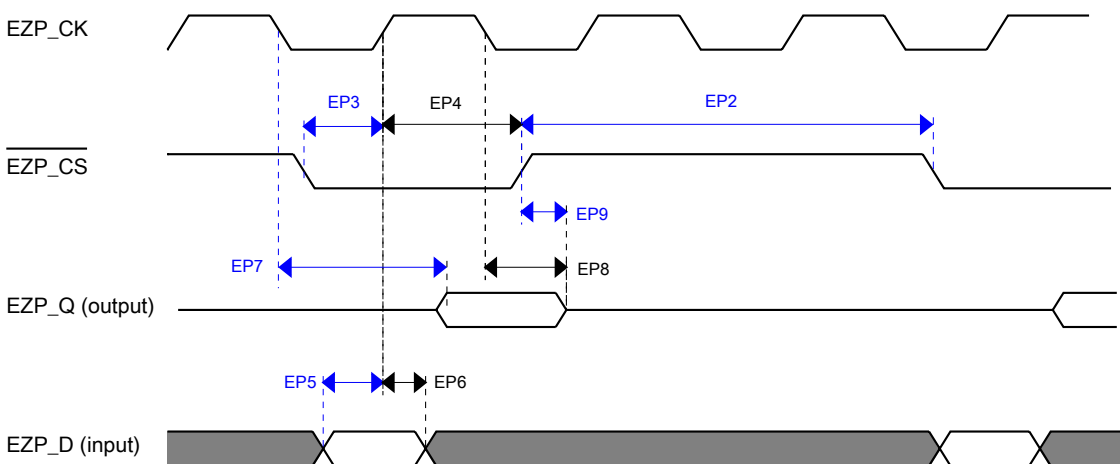 EZP_CK
EP3
EP4
EP2
EZP_CS
EP9
EP7
EP8
EZP_Q (output)
EP5
EP6
EZP_D (input)